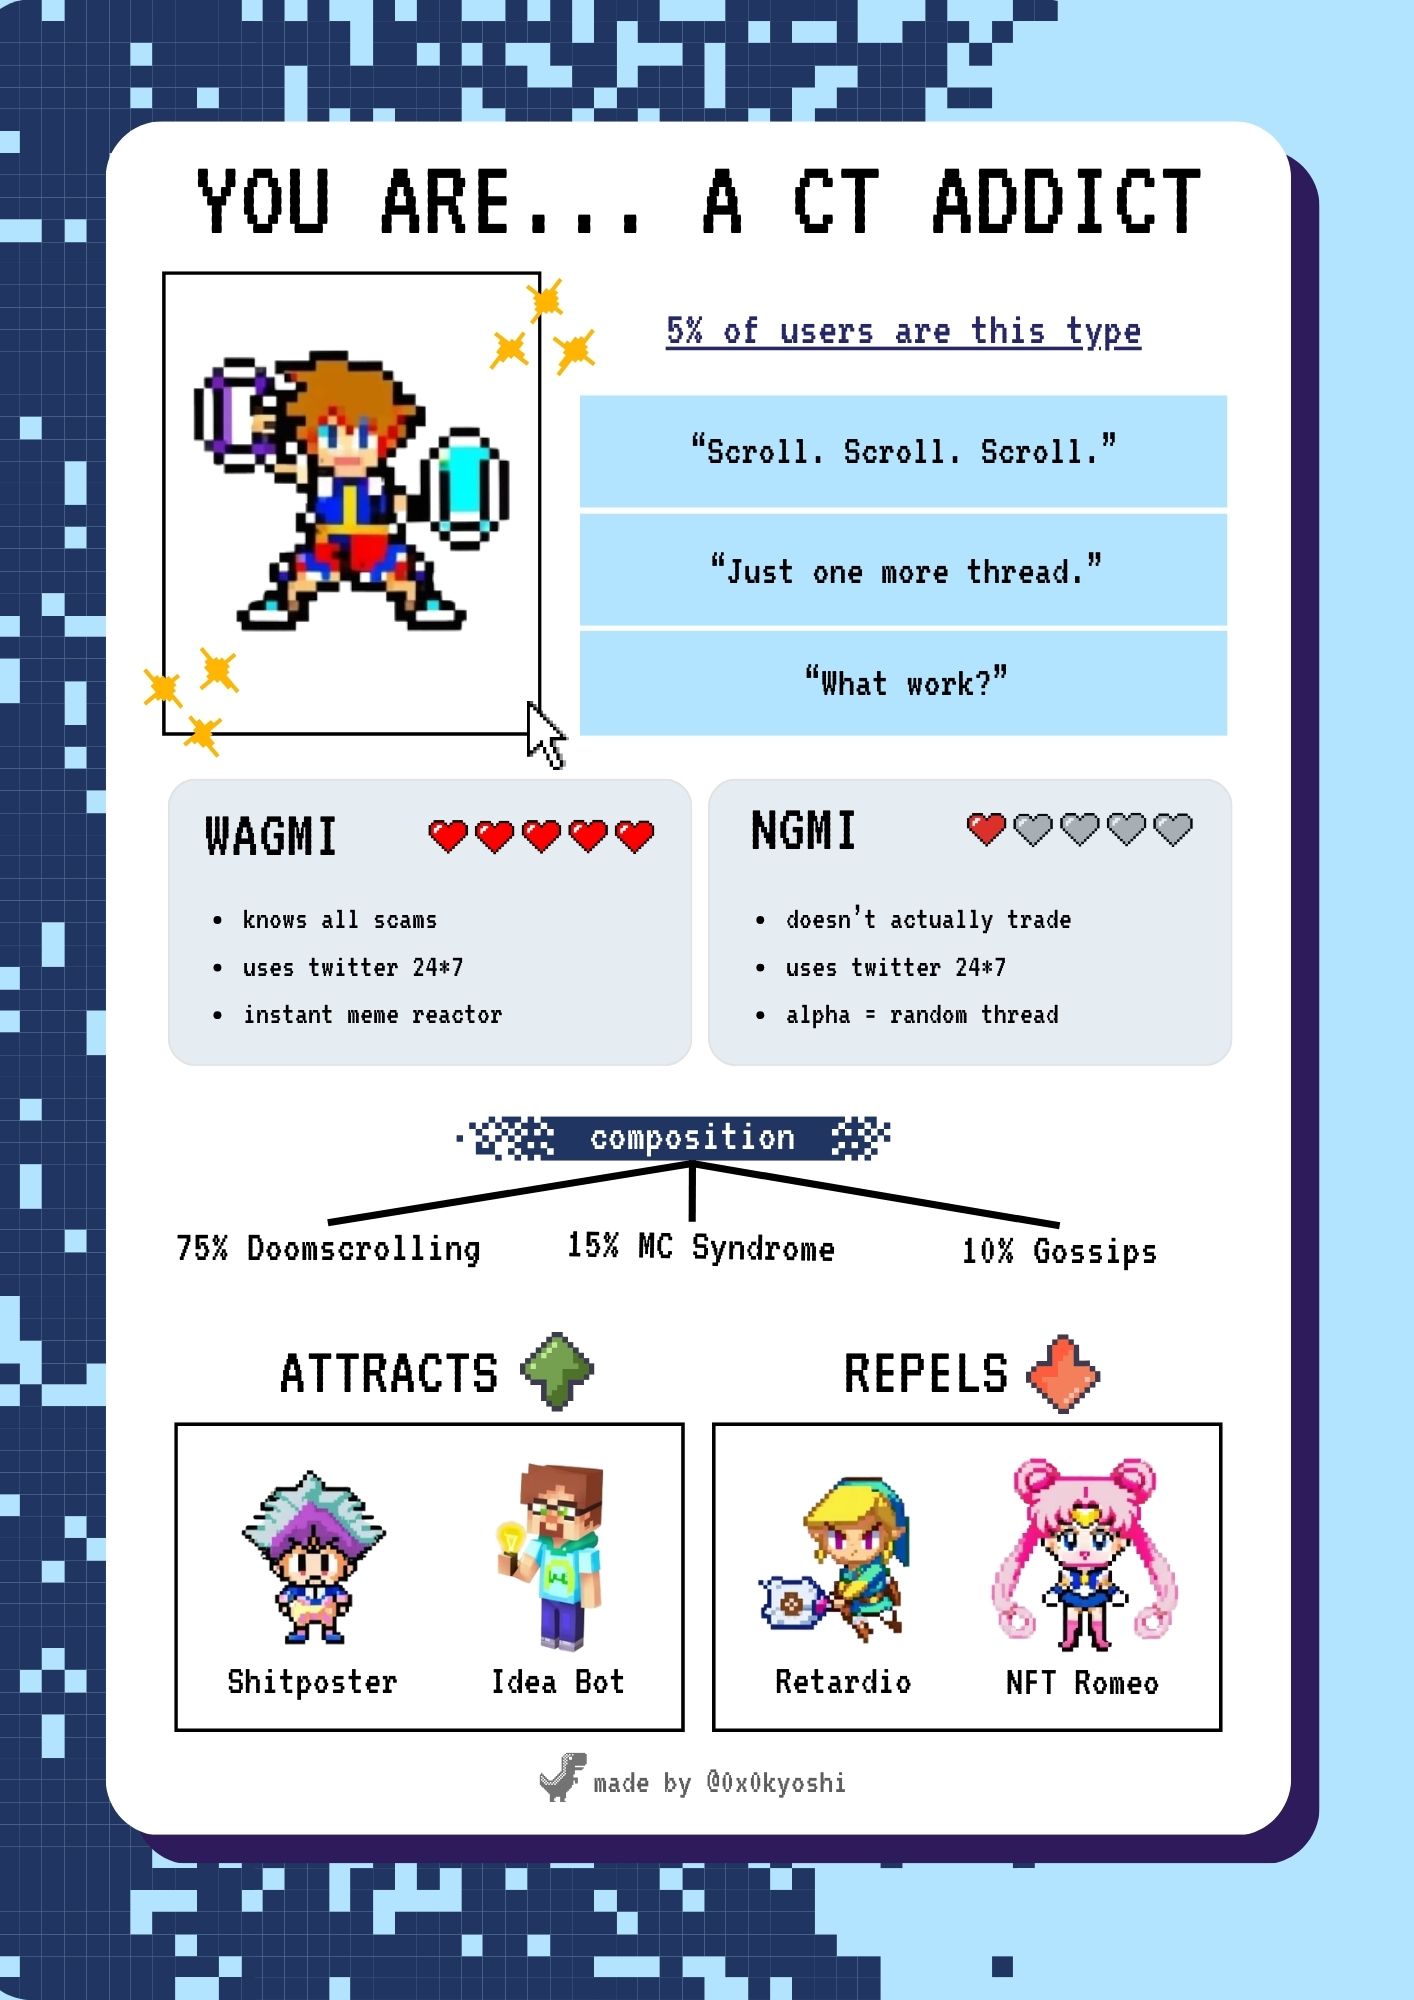 YOU ARE... A CT ADDICT
5% of users are this type
“Scroll. Scroll. Scroll.”
“Just one more thread.”
“What work?”
WAGMI
• knows all scams
• uses twitter 24*7
• instant meme reactor
NGMI
• doesn’t actually trade
• uses twitter 24*7
• alpha = random thread
composition
75% Doomscrolling
15% MC Syndrome
10% Gossips
ATTRACTS
Shitposter
Idea Bot
REPELS
Retardio
NFT Romeo
made by @0x0kyoshi